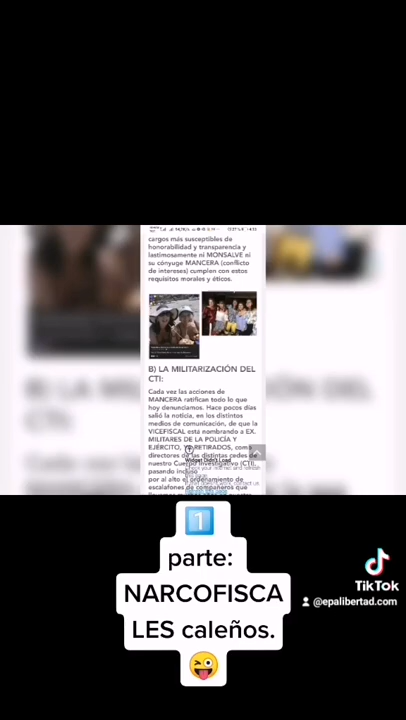 cargos más susceptibles de
honorabilidad y transparencia y
lastimosamente ni MONSALVE ni
su cónyuge MANCERA (conflicto
de intereses) cumplen con estos
requisitos morales y éticos.
B) LA MILITARIZACIÓN DEL
CTI:
Cada vez las acciones de
MANCERA ratifican todo lo que
hoy denunciamos. Hace pocos días
salió la noticia, en los distintos
medios de comunicación, de que la
VICEFISCAL está nombrando a EX.
MILITARES DE LA POLICÍA Y
EJÉRCITO, Y RETIRADOS, como
directores de las distintas sedes de
nuestro Cuerpo Investigativo (CTI),
Widget Didn't Load
pasando incluso
por al alto el ordenamiento de
escalafones de compañeros que
1
parte:
NARCOFISCA
LES caleños.
TikTok
@epalibertad.com